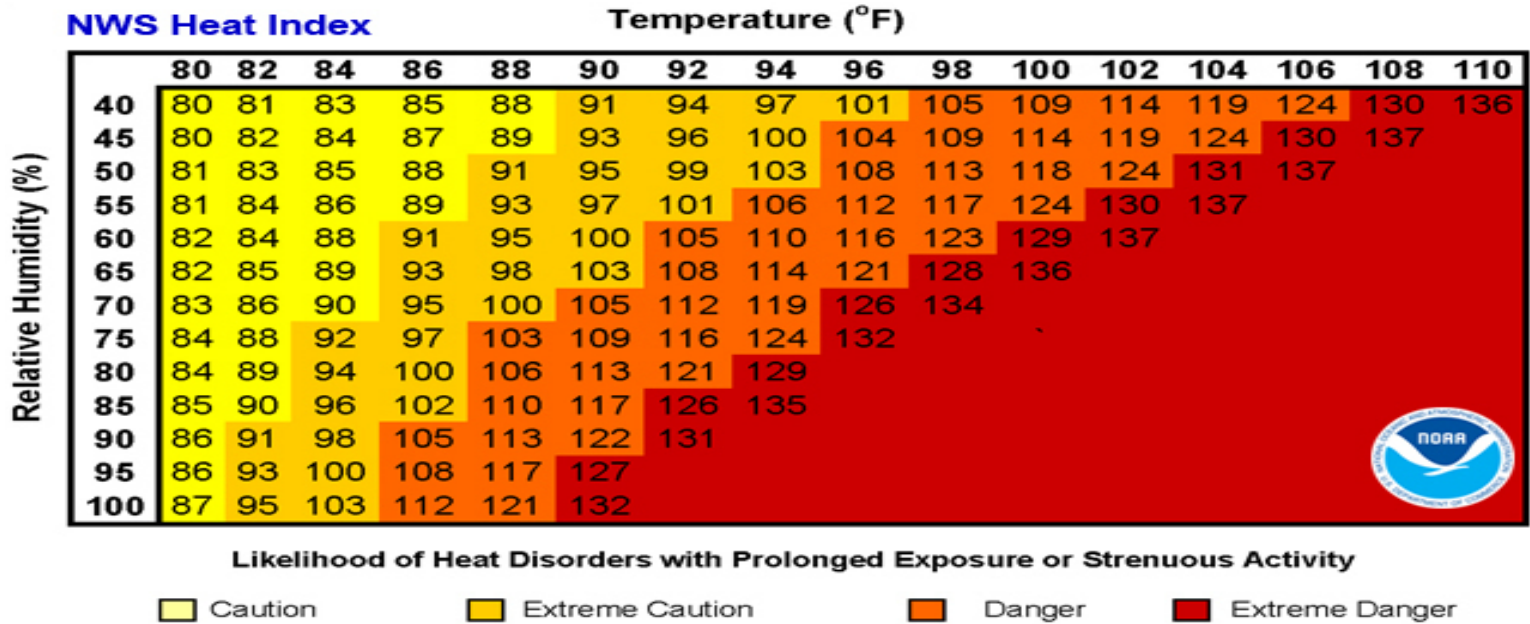 NWS Heat Index
Temperature (°F)
80 82 84 86 88 90 92 94 96 98 100 102 104 106 108 110
Relative Humidity (%)
40 80 81 83 85 88 91 94 97 101 105 109 114 119 124 130 136
45 80 82 84 87 89 93 96 100 104 109 114 119 124 130 137
50 81 83 85 88 91 95 99 103 108 113 118 124 131 137
55 81 84 86 89 93 97 101 106 112 117 124 130 137
60 82 84 88 91 95 100 105 110 116 123 129 137
65 82 85 89 93 98 103 108 114 121 128 136
70 83 86 90 95 100 105 112 119 126 134
75 84 88 92 97 103 109 116 124 132
80 84 89 94 100 106 113 121 129
85 85 90 96 102 110 117 126 135
90 86 91 98 105 113 122 131
95 86 93 100 108 117 127
100 87 95 103 112 121 132
NATIONAL OCEANIC AND ATMOSPHERIC ADMINISTRATION
NOAA
U.S. DEPARTMENT OF COMMERCE
Likelihood of Heat Disorders with Prolonged Exposure or Strenuous Activity
Caution
Extreme Caution
Danger
Extreme Danger